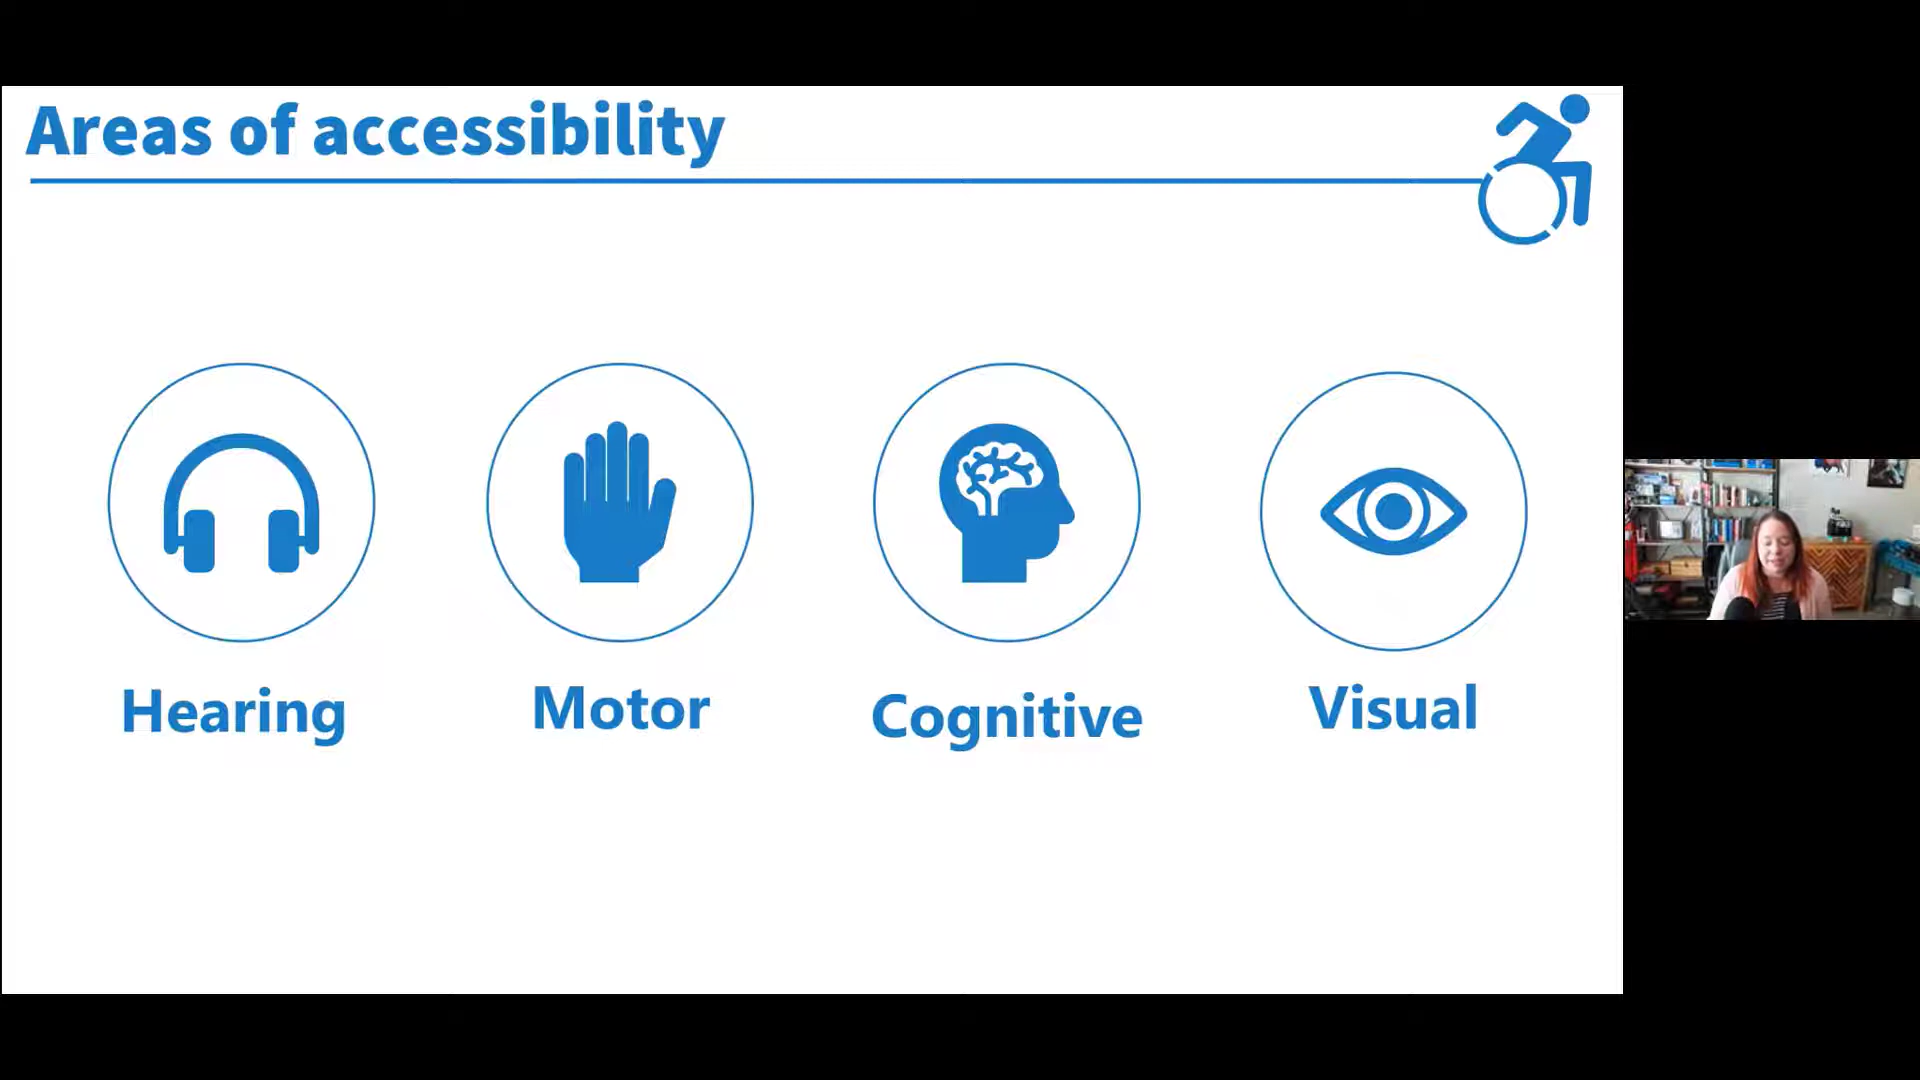 Areas of accessibility
Hearing
Motor
Cognitive
Visual